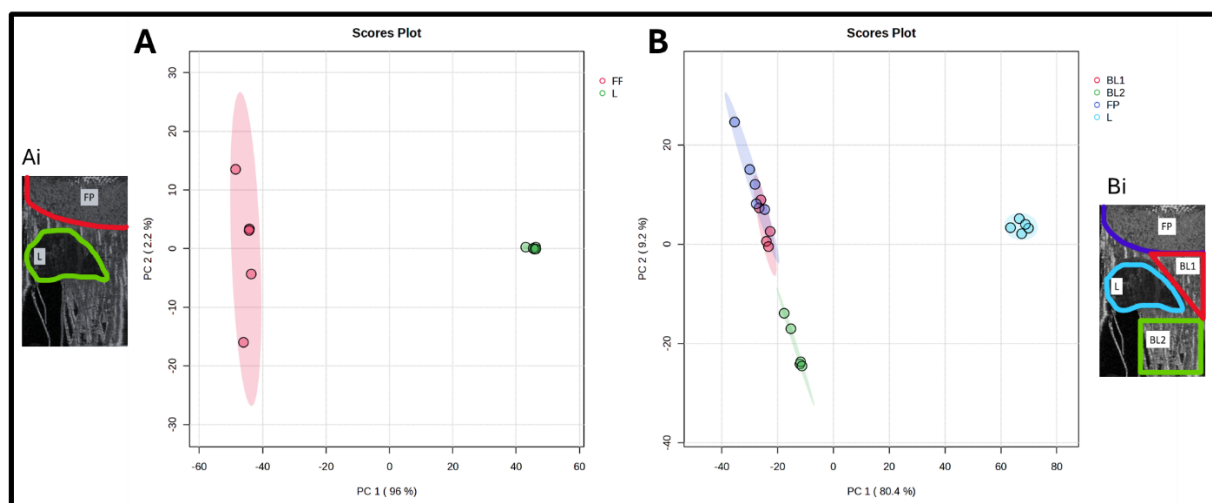 A
Scores Plot
PC 2 ( 2.2 %)
30
20
10
0
-10
-20
-30
-60
-40
-20
0
20
40
60
PC 1 ( 96 %)
FF
L
Ai
FP
L
B
Scores Plot
PC 2 ( 9.2 %)
20
0
-20
-40
-40
-20
0
20
40
60
80
PC 1 ( 80.4 %)
BL1
BL2
FP
L
Bi
FP
BL1
L
BL2